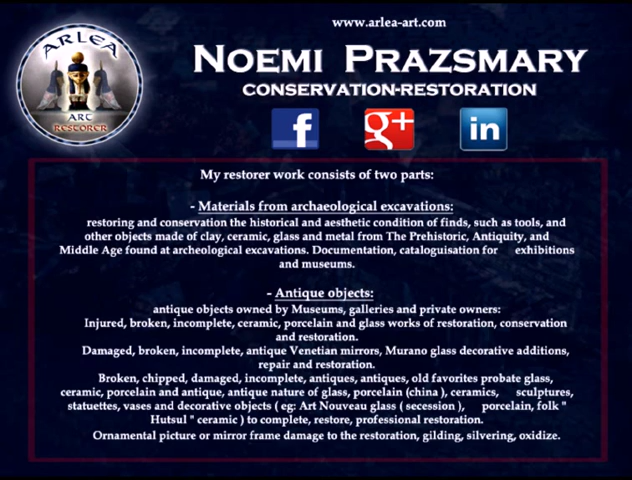 www.arlea-art.com
ARLEA
ART
RESTORER
NOEMI PRAZSMARY
CONSERVATION-RESTORATION
f
g+
in
My restorer work consists of two parts:
- Materials from archaeological excavations:
restoring and conservation the historical and aesthetic condition of finds, such as tools, and
other objects made of clay, ceramic, glass and metal from The Prehistoric, Antiquity, and
Middle Age found at archeological excavations. Documentation, cataloguisation for exhibitions
and museums.
- Antique objects:
antique objects owned by Museums, galleries and private owners:
Injured, broken, incomplete, ceramic, porcelain and glass works of restoration, conservation
and restoration.
Damaged, broken, incomplete, antique Venetian mirrors, Murano glass decorative additions,
repair and restoration.
Broken, chipped, damaged, incomplete, antiques, antiques, old favorites probate glass,
ceramic, porcelain and antique, antique nature of glass, porcelain (china ), ceramics, sculptures,
statuettes, vases and decorative objects ( eg: Art Nouveau glass ( secession ), porcelain, folk "
Hutsul " ceramic ) to complete, restore, professional restoration.
Ornamental picture or mirror frame damage to the restoration, gilding, silvering, oxidize.